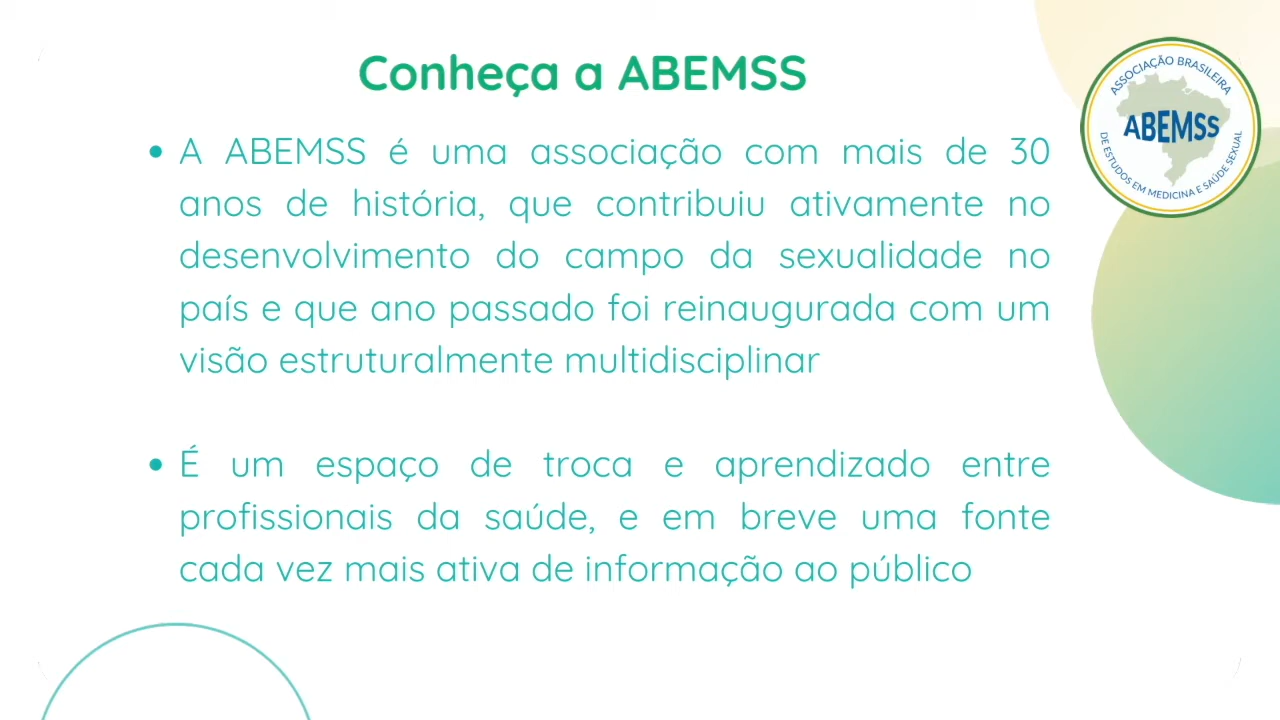 Conheça a ABEMSS
• A ABEMSS é uma associação com mais de 30
anos de história, que contribuiu ativamente no
desenvolvimento do campo da sexualidade no
país e que ano passado foi reinaugurada com um
visão estruturalmente multidisciplinar
• É um espaço de troca e aprendizado entre
profissionais da saúde, e em breve uma fonte
cada vez mais ativa de informação ao público
ASSOCIAÇÃO BRASILEIRA
ABEMSS
DE ESTUDOS EM MEDICINA E SAÚDE SEXUAL